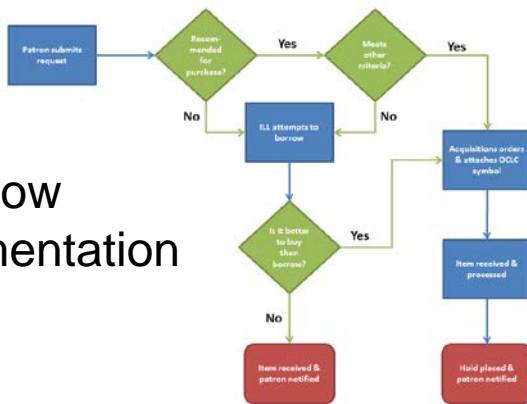 Patron submits
request
Recom-
mended
for
purchase?
Yes
Meets
other
criteria?
Yes
No
No
ILL attempts to
borrow
Acquisitions orders
& attaches OCLC
symbol
ow
nentation
Is it better
to buy
than
borrow?
Yes
Item received &
processed
No
Item received &
patron notified
Hold placed &
patron notified